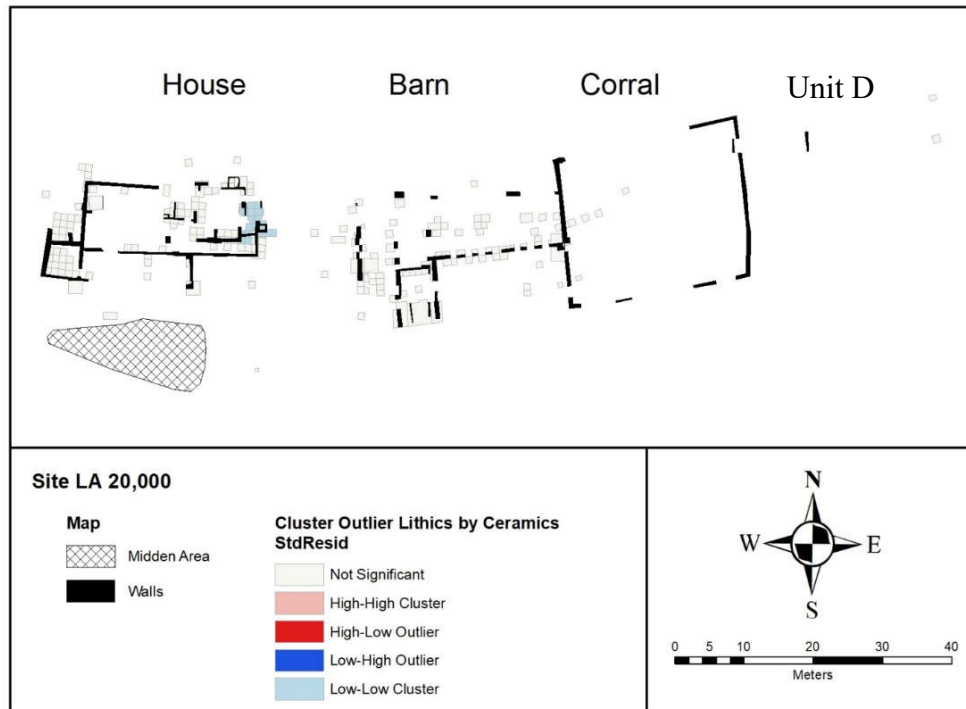 House
Barn
Corral
Unit D
Site LA 20,000
Map
Midden Area
Walls
Cluster Outlier Lithics by Ceramics
StdResid
Not Significant
High-High Cluster
High-Low Outlier
Low-High Outlier
Low-Low Cluster
N
W E
S
0 5 10 20 30 40
Meters